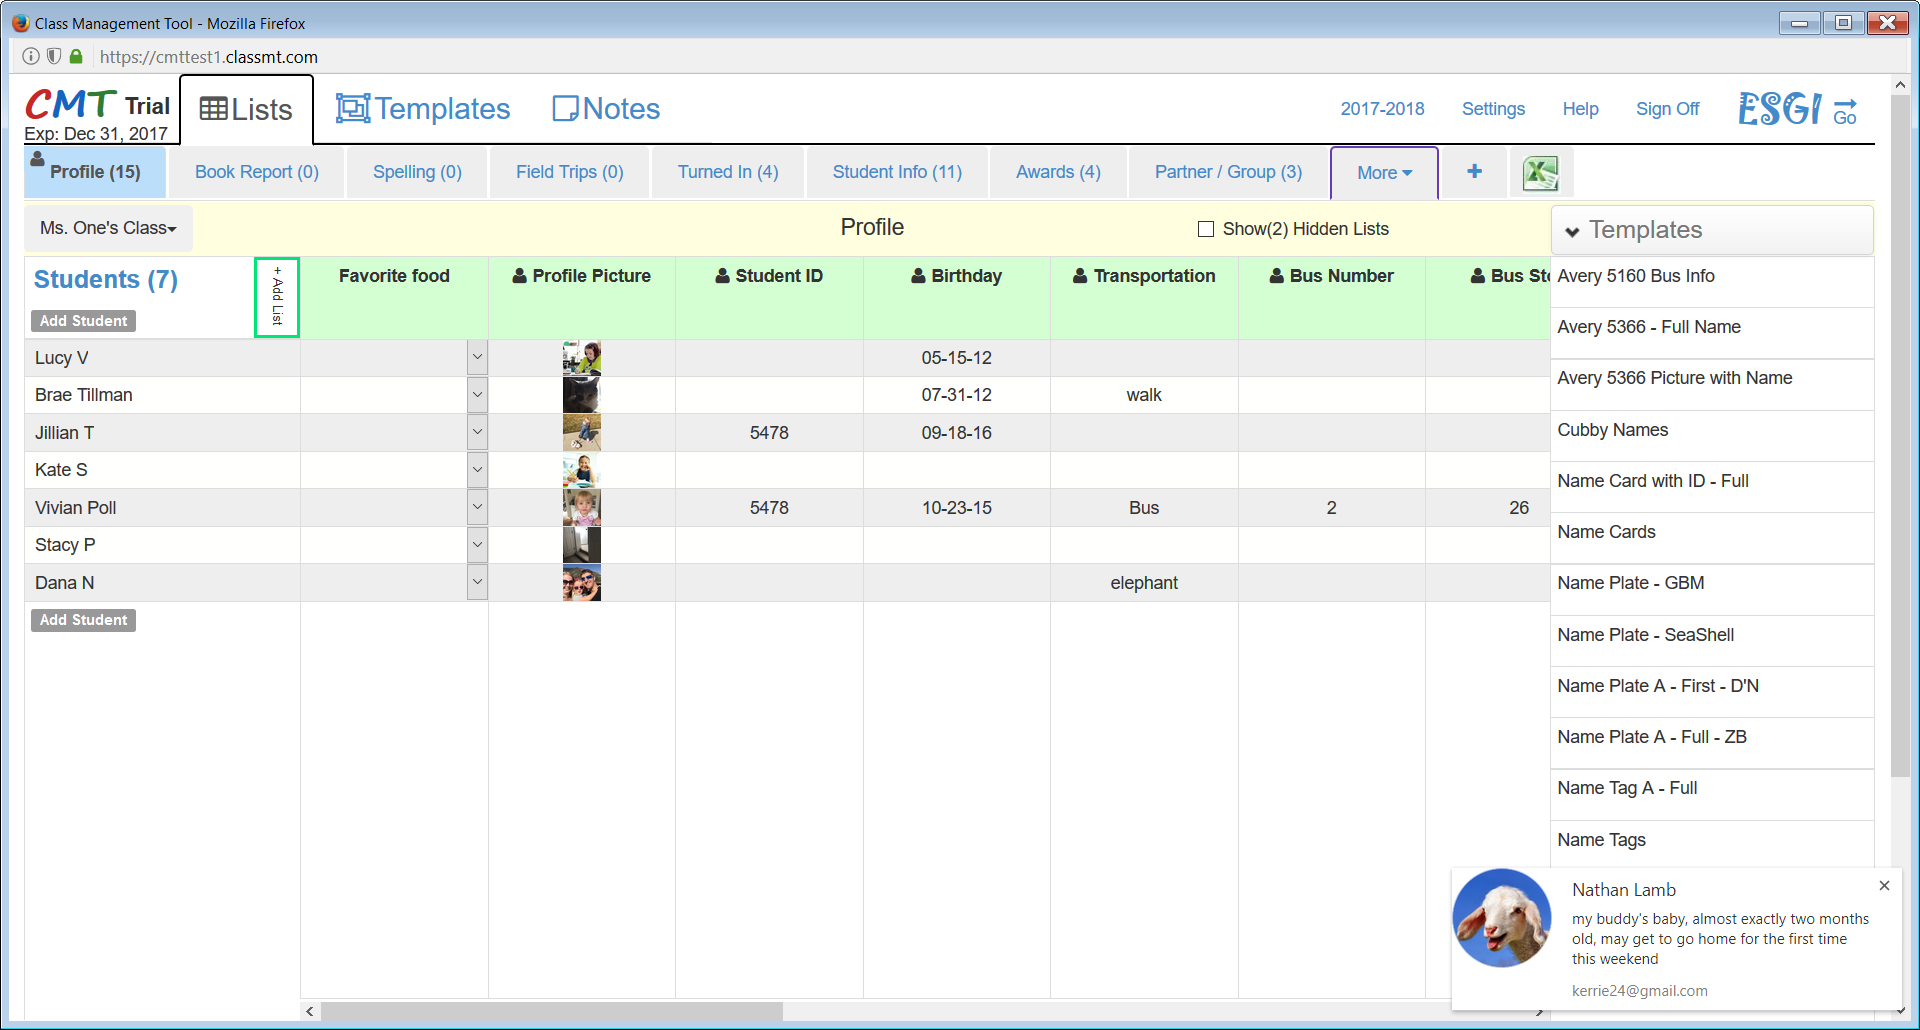 Class Management Tool - Mozilla Firefox
https://cmttest1.classmt.com
CMT Trial
Exp: Dec 31, 2017
Lists
Templates
Notes
2017-2018
Settings
Help
Sign Off
ESGI
Go
Profile (15)
Book Report (0)
Spelling (0)
Field Trips (0)
Turned In (4)
Student Info (11)
Awards (4)
Partner / Group (3)
More
+
Ms. One's Class
Profile
Show(2) Hidden Lists
Templates
Students (7)
Add Student
+ Add List
Favorite food
Profile Picture
Student ID
Birthday
Transportation
Bus Number
Bus Sto
Lucy V 05-15-12
Brae Tillman 07-31-12 walk
Jillian T 5478 09-18-16
Kate S
Vivian Poll 5478 10-23-15 Bus 2 26
Stacy P
Dana N elephant
Add Student
Avery 5160 Bus Info
Avery 5366 - Full Name
Avery 5366 Picture with Name
Cubby Names
Name Card with ID - Full
Name Cards
Name Plate - GBM
Name Plate - SeaShell
Name Plate A - First - D'N
Name Plate A - Full - ZB
Name Tag A - Full
Name Tags
Nathan Lamb
my buddy's baby, almost exactly two months
old, may get to go home for the first time
this weekend
kerrie24@gmail.com